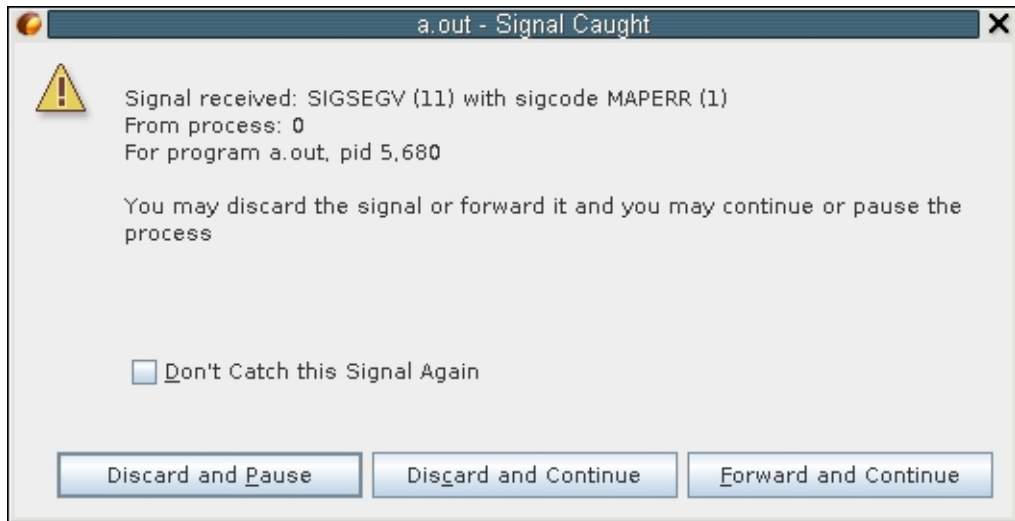 a.out - Signal Caught
Signal received: SIGSEGV (11) with sigcode MAPERR (1)
From process: 0
For program a.out, pid 5,680
You may discard the signal or forward it and you may continue or pause the
process
Don't Catch this Signal Again
Discard and Pause
Discard and Continue
Forward and Continue